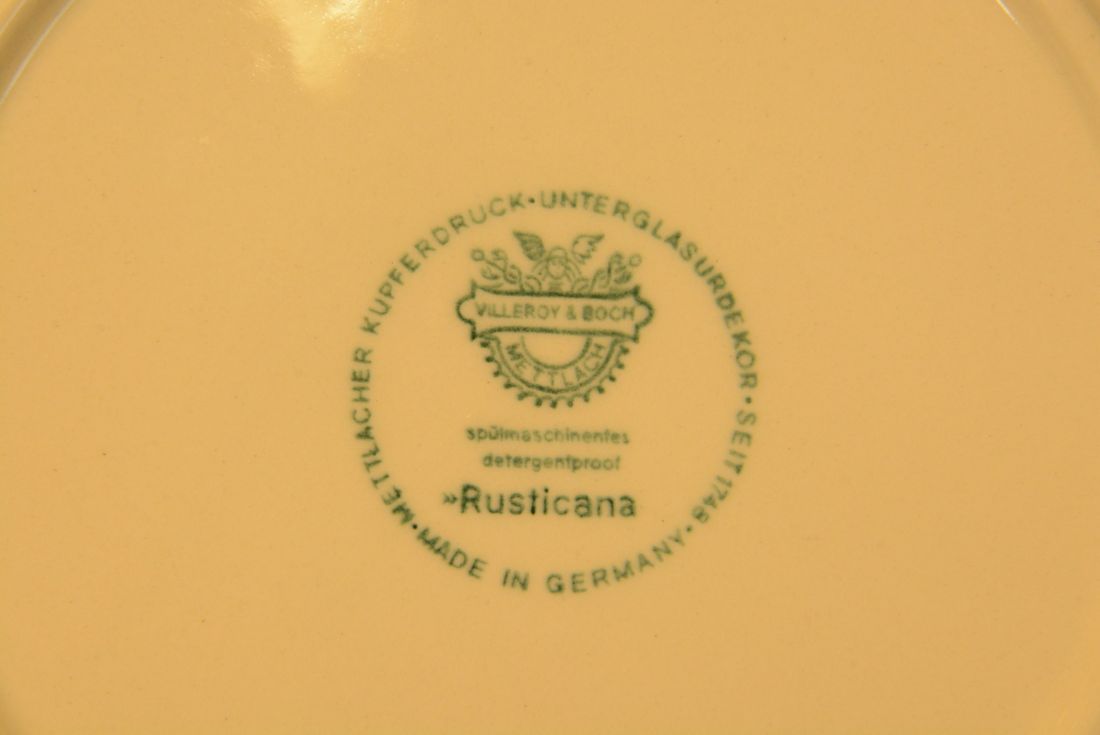 METTLACHER KUPFERDRUCK·UNTERGLASURDEKOR·SEIT 1748·
MADE IN GERMANY·
VILLEROY & BOCH
METTLACH
spülmaschinenfes
detergentproof
»Rusticana